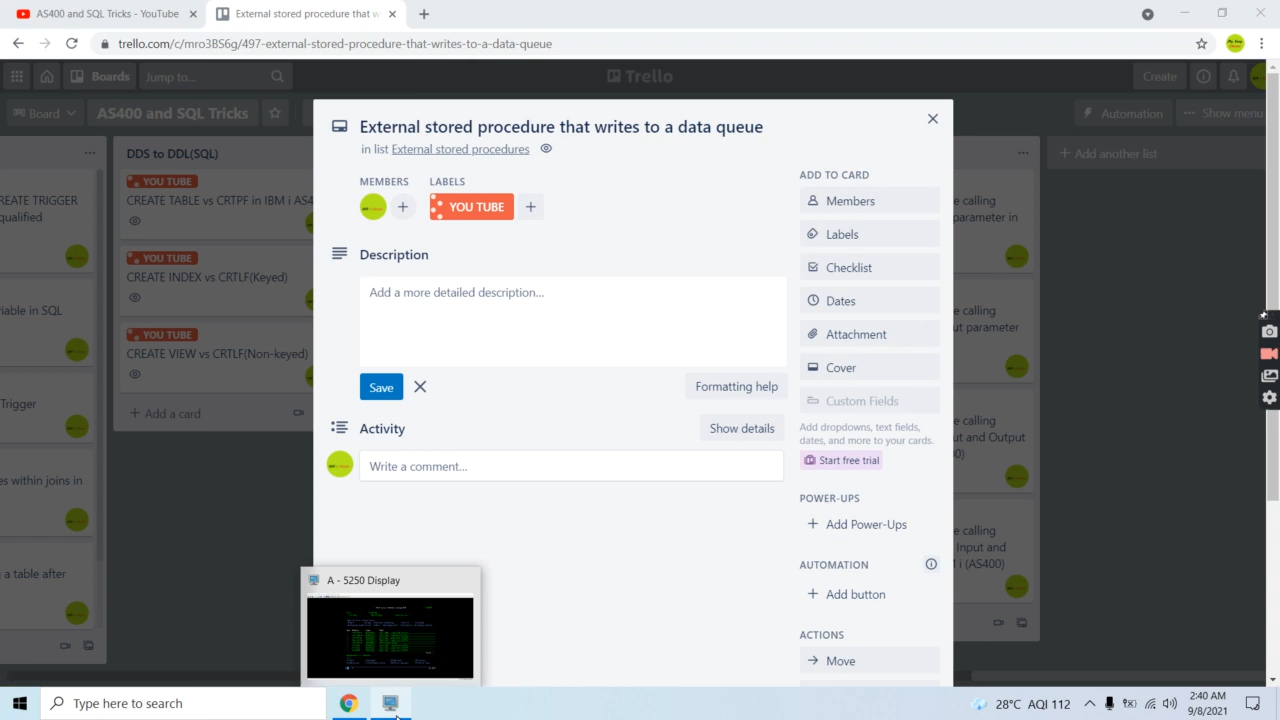 AS400 and SQL Tricks - YouTube
External stored procedure that w
trello.com/c/mro3BS6g/497-external-stored-procedure-that-writes-to-a-data-queue
Boards
Jump to...
Trello
Create
Board
AS400 and SQL Tricks
Automation
Show menu
DDS to DDL(SQL)
Add another list
REATE TRIGGER
qualified
riable in SQL
Trigger
es within joins in
g a table after
YOU TUBE
CREATE TABLE vs CRTPF in IBM i AS4
YOU TUBE
CREATE INDEX vs CRTLF(Keyed)
YOU TUBE
CREATE VIEW vs CRTLF(Non-keyed)
Add a card
External stored procedure that writes to a data queue
in list External stored procedures
MEMBERS
LABELS
YOU TUBE
Description
Add a more detailed description...
Save
Formatting help
Activity
Show details
Write a comment...
ADD TO CARD
Members
Labels
Checklist
Dates
Attachment
Cover
Custom Fields
Add dropdowns, text fields,
dates, and more to your cards.
Start free trial
POWER-UPS
Add Power-Ups
AUTOMATION
Add button
ACTIONS
Move
e calling
parameter in
e calling
ut parameter
e calling
ut and Output
00)
e calling
Input and
1 i (AS400)
A - 5250 Display
Type here to search
28°C AQI 112
2:40 AM
9/8/2021